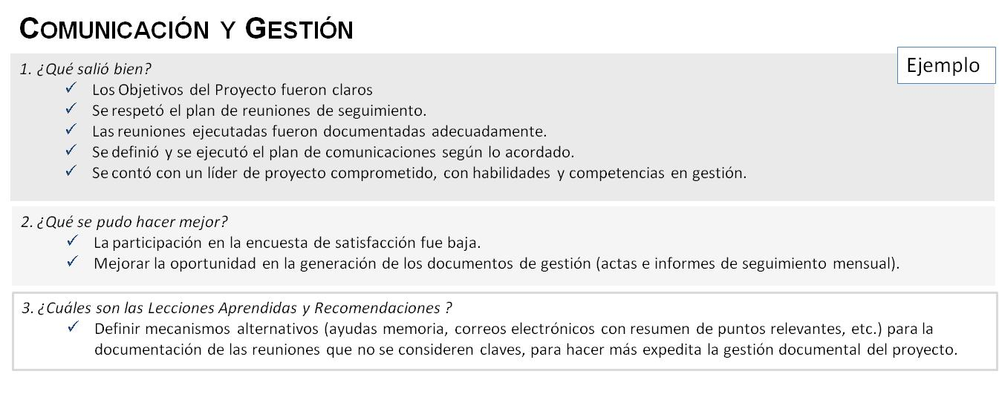 COMUNICACIÓN Y GESTIÓN
Ejemplo
1. ¿Qué salió bien?
✓ Los Objetivos del Proyecto fueron claros
✓ Se respetó el plan de reuniones de seguimiento.
✓ Las reuniones ejecutadas fueron documentadas adecuadamente.
✓ Se definió y se ejecutó el plan de comunicaciones según lo acordado.
✓ Se contó con un líder de proyecto comprometido, con habilidades y competencias en gestión.
2. ¿Qué se pudo hacer mejor?
✓ La participación en la encuesta de satisfacción fue baja.
✓ Mejorar la oportunidad en la generación de los documentos de gestión (actas e informes de seguimiento mensual).
3. ¿Cuáles son las Lecciones Aprendidas y Recomendaciones ?
✓ Definir mecanismos alternativos (ayudas memoria, correos electrónicos con resumen de puntos relevantes, etc.) para la
documentación de las reuniones que no se consideren claves, para hacer más expedita la gestión documental del proyecto.